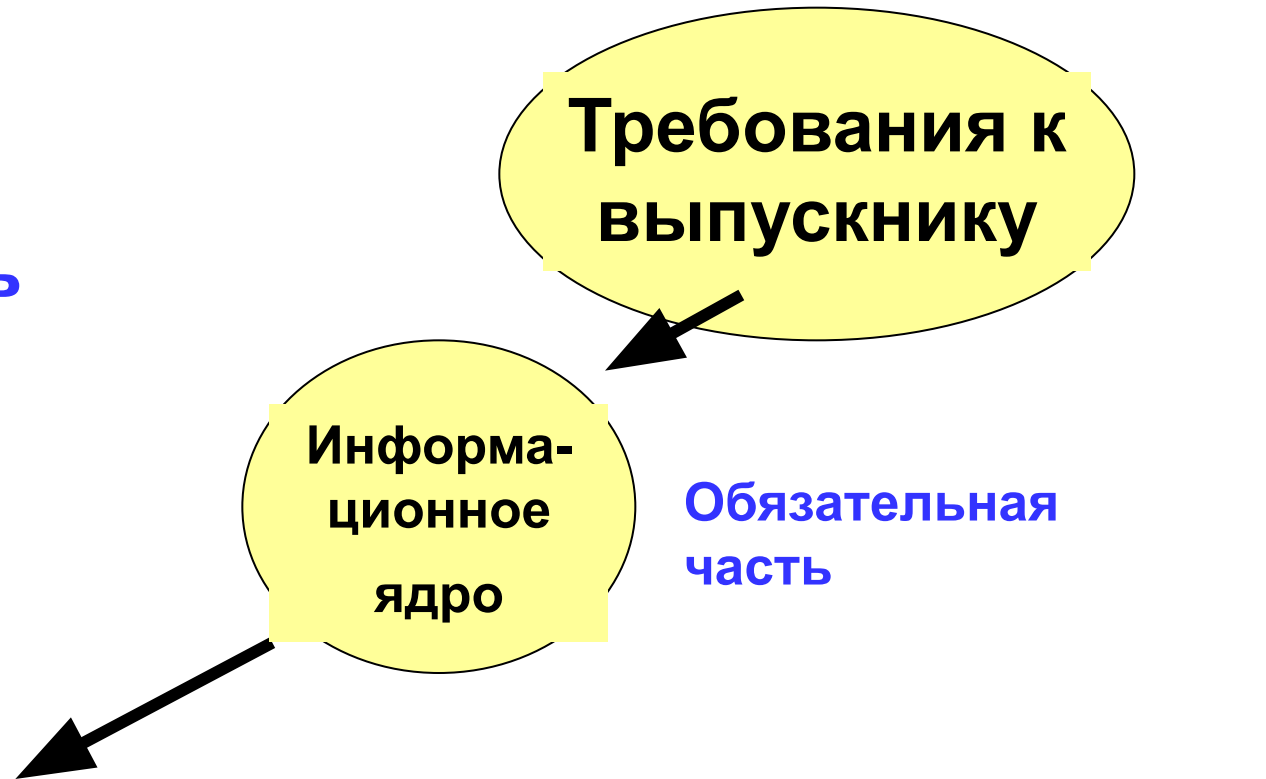 Требования к
выпускнику
ь
Информа-
ционное
ядро
Обязательная
часть